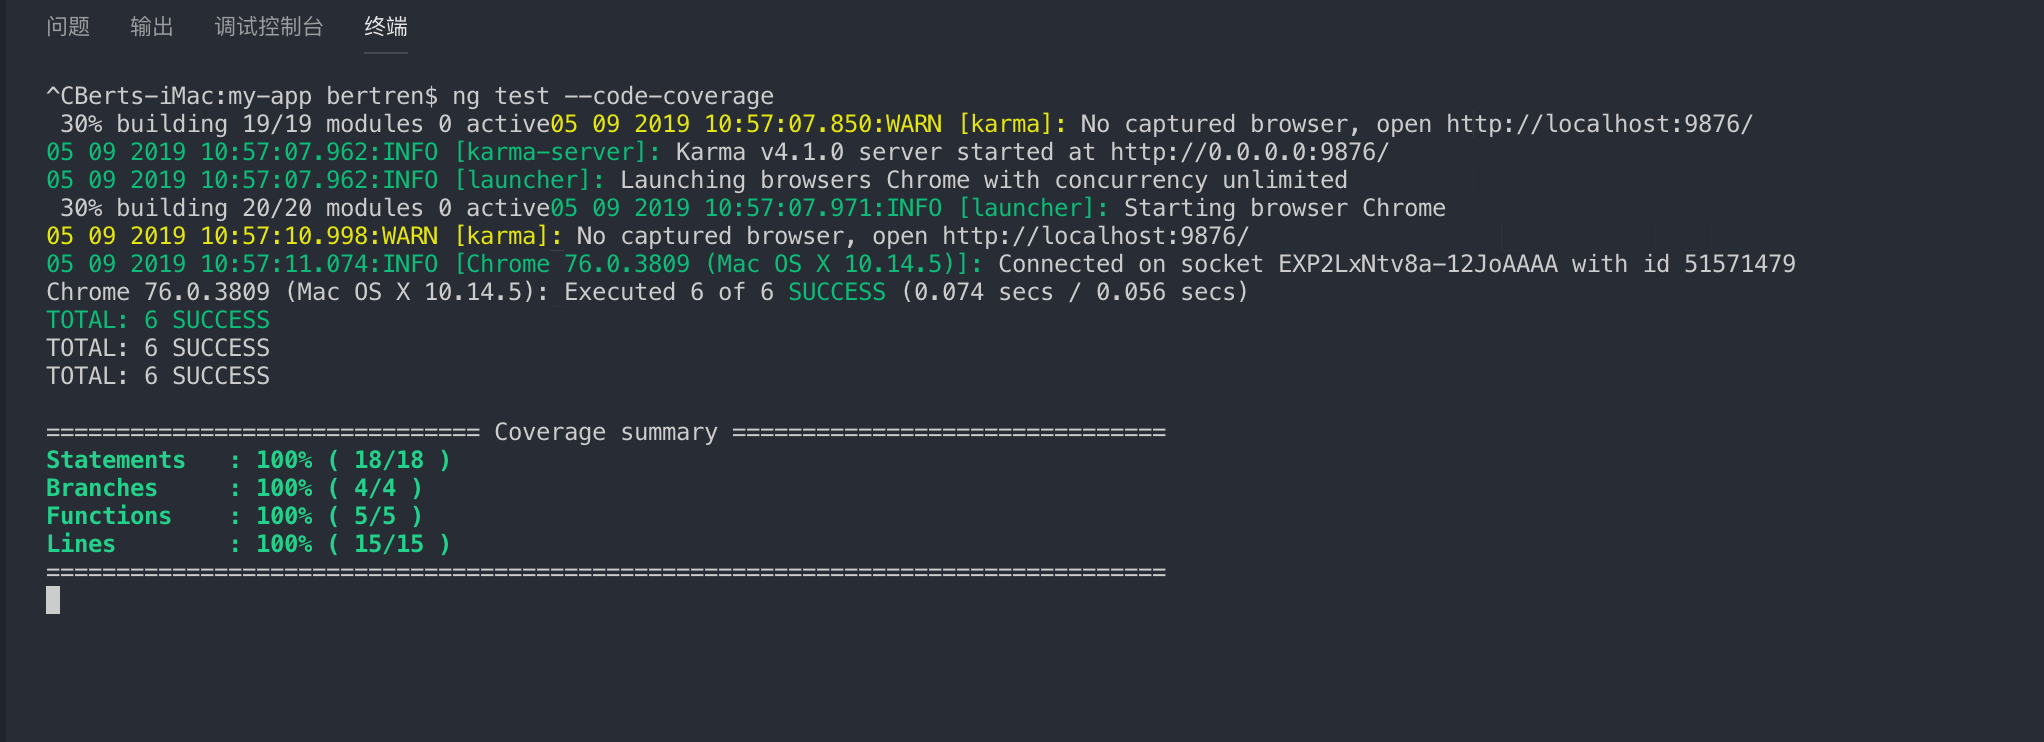 问题 输出 调试控制台 终端
^CBerts-iMac:my-app bertren$ ng test --code-coverage
 30% building 19/19 modules 0 active05 09 2019 10:57:07.850:WARN [karma]: No captured browser, open http://localhost:9876/
05 09 2019 10:57:07.962:INFO [karma-server]: Karma v4.1.0 server started at http://0.0.0.0:9876/
05 09 2019 10:57:07.962:INFO [launcher]: Launching browsers Chrome with concurrency unlimited
 30% building 20/20 modules 0 active05 09 2019 10:57:07.971:INFO [launcher]: Starting browser Chrome
05 09 2019 10:57:10.998:WARN [karma]: No captured browser, open http://localhost:9876/
05 09 2019 10:57:11.074:INFO [Chrome 76.0.3809 (Mac OS X 10.14.5)]: Connected on socket EXP2LxNtv8a-12JoAAAA with id 51571479
Chrome 76.0.3809 (Mac OS X 10.14.5): Executed 6 of 6 SUCCESS (0.074 secs / 0.056 secs)
TOTAL: 6 SUCCESS
TOTAL: 6 SUCCESS
TOTAL: 6 SUCCESS
=============================== Coverage summary ===============================
Statements   : 100% ( 18/18 )
Branches     : 100% ( 4/4 )
Functions    : 100% ( 5/5 )
Lines        : 100% ( 15/15 )
================================================================================